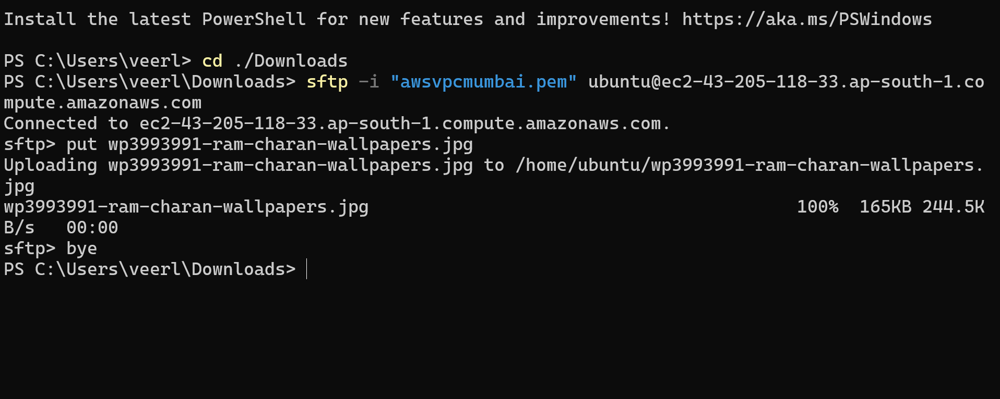 Install the latest PowerShell for new features and improvements! https://aka.ms/PSWindows
PS C:\Users\veerl> cd ./Downloads
PS C:\Users\veerl\Downloads> sftp -i "awsvpcmumbai.pem" ubuntu@ec2-43-205-118-33.ap-south-1.co
mpute.amazonaws.com
Connected to ec2-43-205-118-33.ap-south-1.compute.amazonaws.com.
sftp> put wp3993991-ram-charan-wallpapers.jpg
Uploading wp3993991-ram-charan-wallpapers.jpg to /home/ubuntu/wp3993991-ram-charan-wallpapers.
jpg
wp3993991-ram-charan-wallpapers.jpg 100% 165KB 244.5K
B/s 00:00
sftp> bye
PS C:\Users\veerl\Downloads>